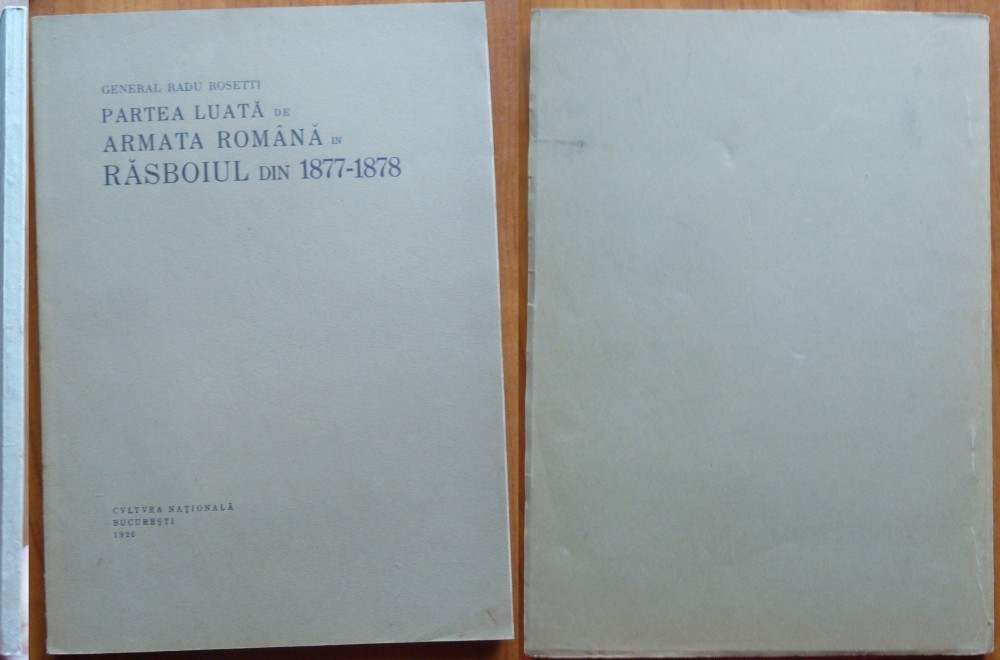 GENERAL RADU ROSETTI
PARTEA LUATĂ DE
ARMATA ROMÂNĂ IN
RĂSBOIUL DIN 1877-1878
CVLTVRA NAȚIONALĂ
BUCUREȘTI
1926